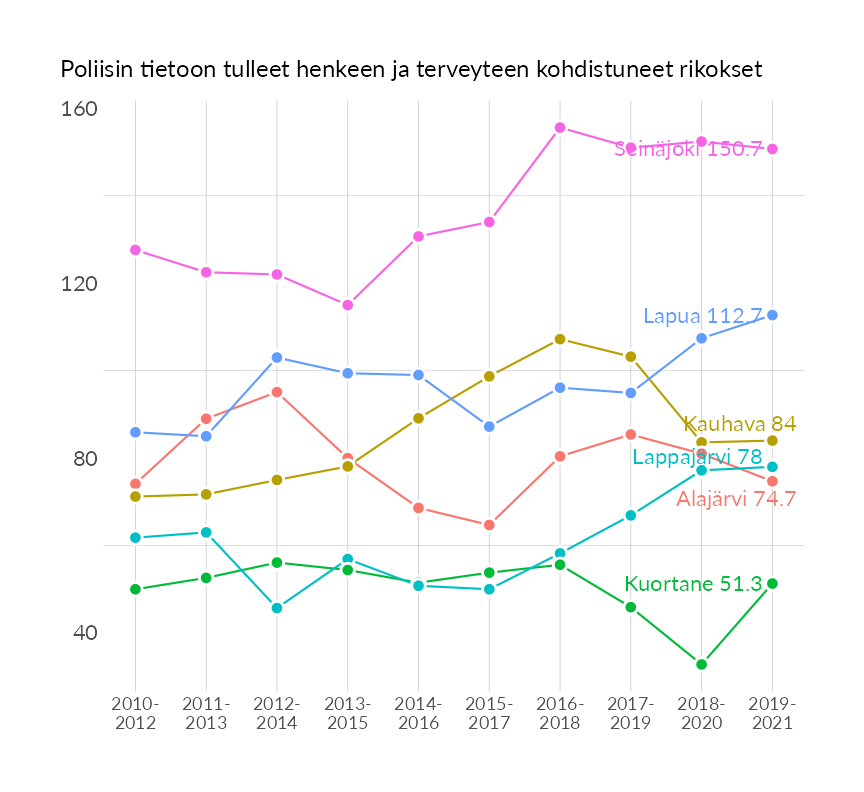 Poliisin tietoon tulleet henkeen ja terveyteen kohdistuneet rikokset
160
Seinäjoki 150.7
120
Lapua 112.7
Kauhava 84
80
Lappajärvi 78
Alajärvi 74.7
Kuortane 51.3
40
2010- 2011- 2012- 2013- 2014- 2015- 2016- 2017- 2018- 2019-
2012 2013 2014 2015 2016 2017 2018 2019 2020 2021